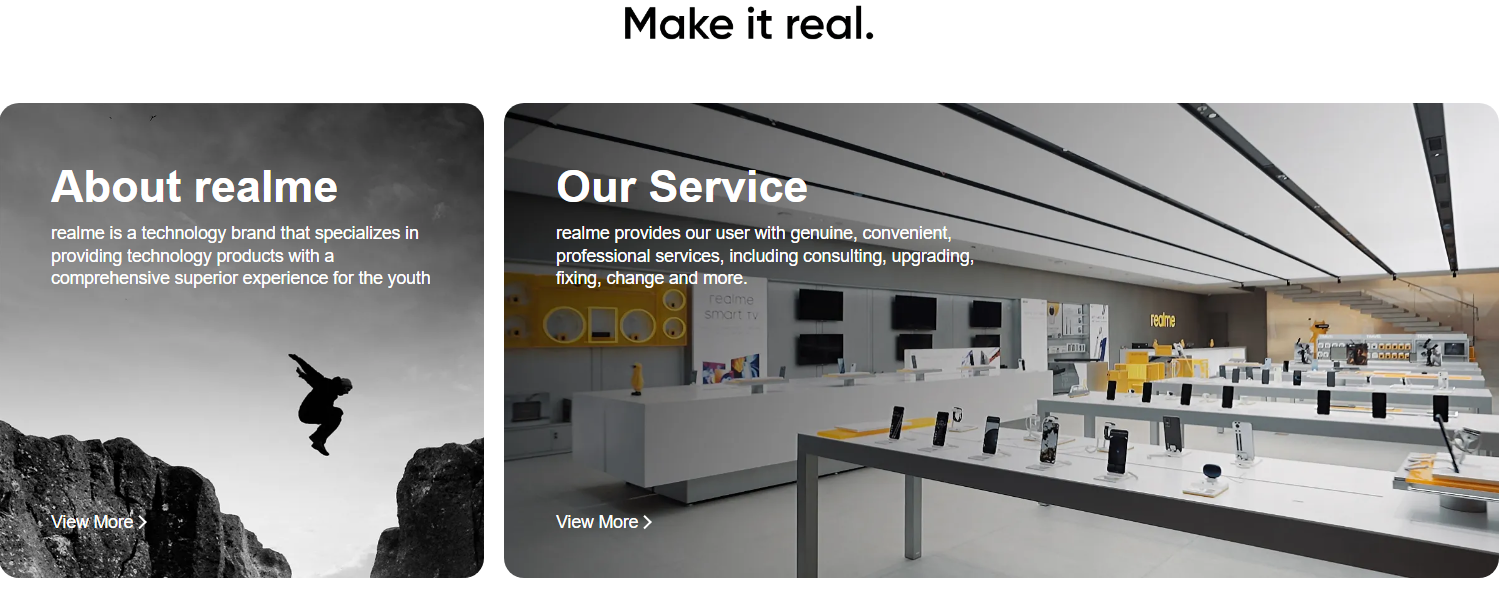 Make it real.
About realme
realme is a technology brand that specializes in
providing technology products with a
comprehensive superior experience for the youth
View More
Our Service
realme provides our user with genuine, convenient,
professional services, including consulting, upgrading,
fixing, change and more.
realme
smart TV
realme
View More